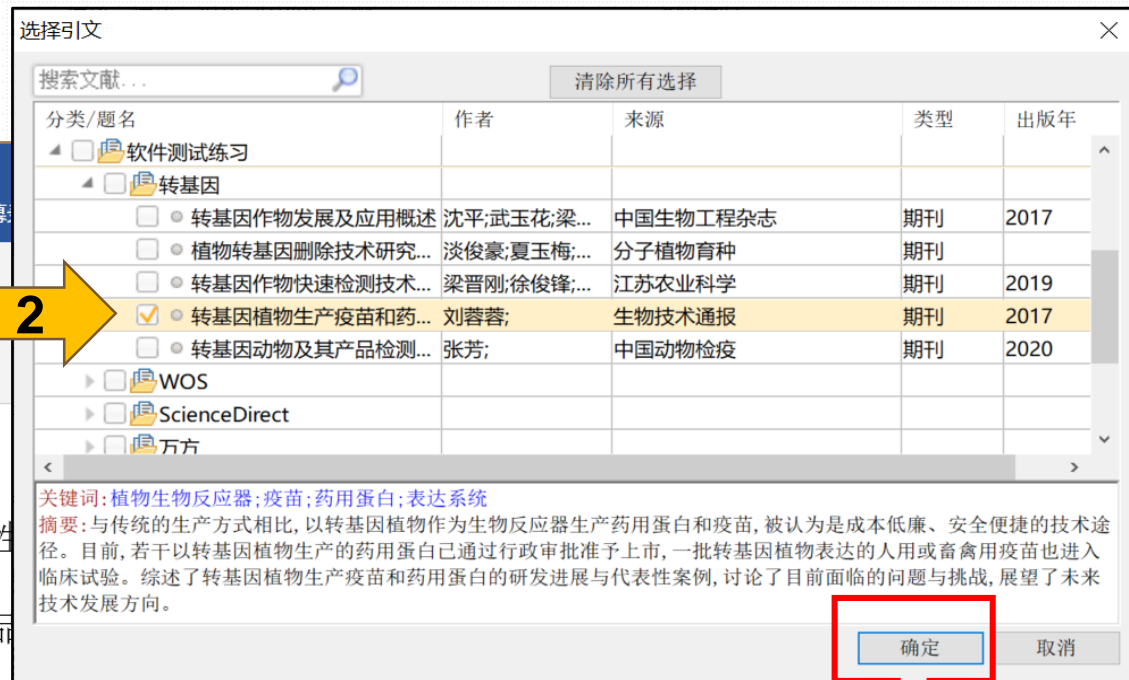 选择引文
搜索文献...
清除所有选择
分类/题名 作者 来源 类型 出版年
软件测试练习
转基因
转基因作物发展及应用概述 沈平;武玉花;梁... 中国生物工程杂志 期刊 2017
植物转基因删除技术研究... 淡俊豪;夏玉梅;... 分子植物育种 期刊
转基因作物快速检测技术... 梁晋刚;徐俊锋;... 江苏农业科学 期刊 2019
2
转基因植物生产疫苗和药... 刘蓉蓉; 生物技术通报 期刊 2017
转基因动物及其产品检测... 张芳; 中国动物检疫 期刊 2020
WOS
ScienceDirect
万方
关键词:植物生物反应器;疫苗;药用蛋白;表达系统
摘要:与传统的生产方式相比,以转基因植物作为生物反应器生产药用蛋白和疫苗,被认为是成本低廉、安全便捷的技术途
径。目前,若干以转基因植物生产的药用蛋白已通过行政审批准予上市,一批转基因植物表达的人用或畜禽用疫苗也进入
临床试验。综述了转基因植物生产疫苗和药用蛋白的研发进展与代表性案例,讨论了目前面临的问题与挑战,展望了未来
技术发展方向。
确定 取消